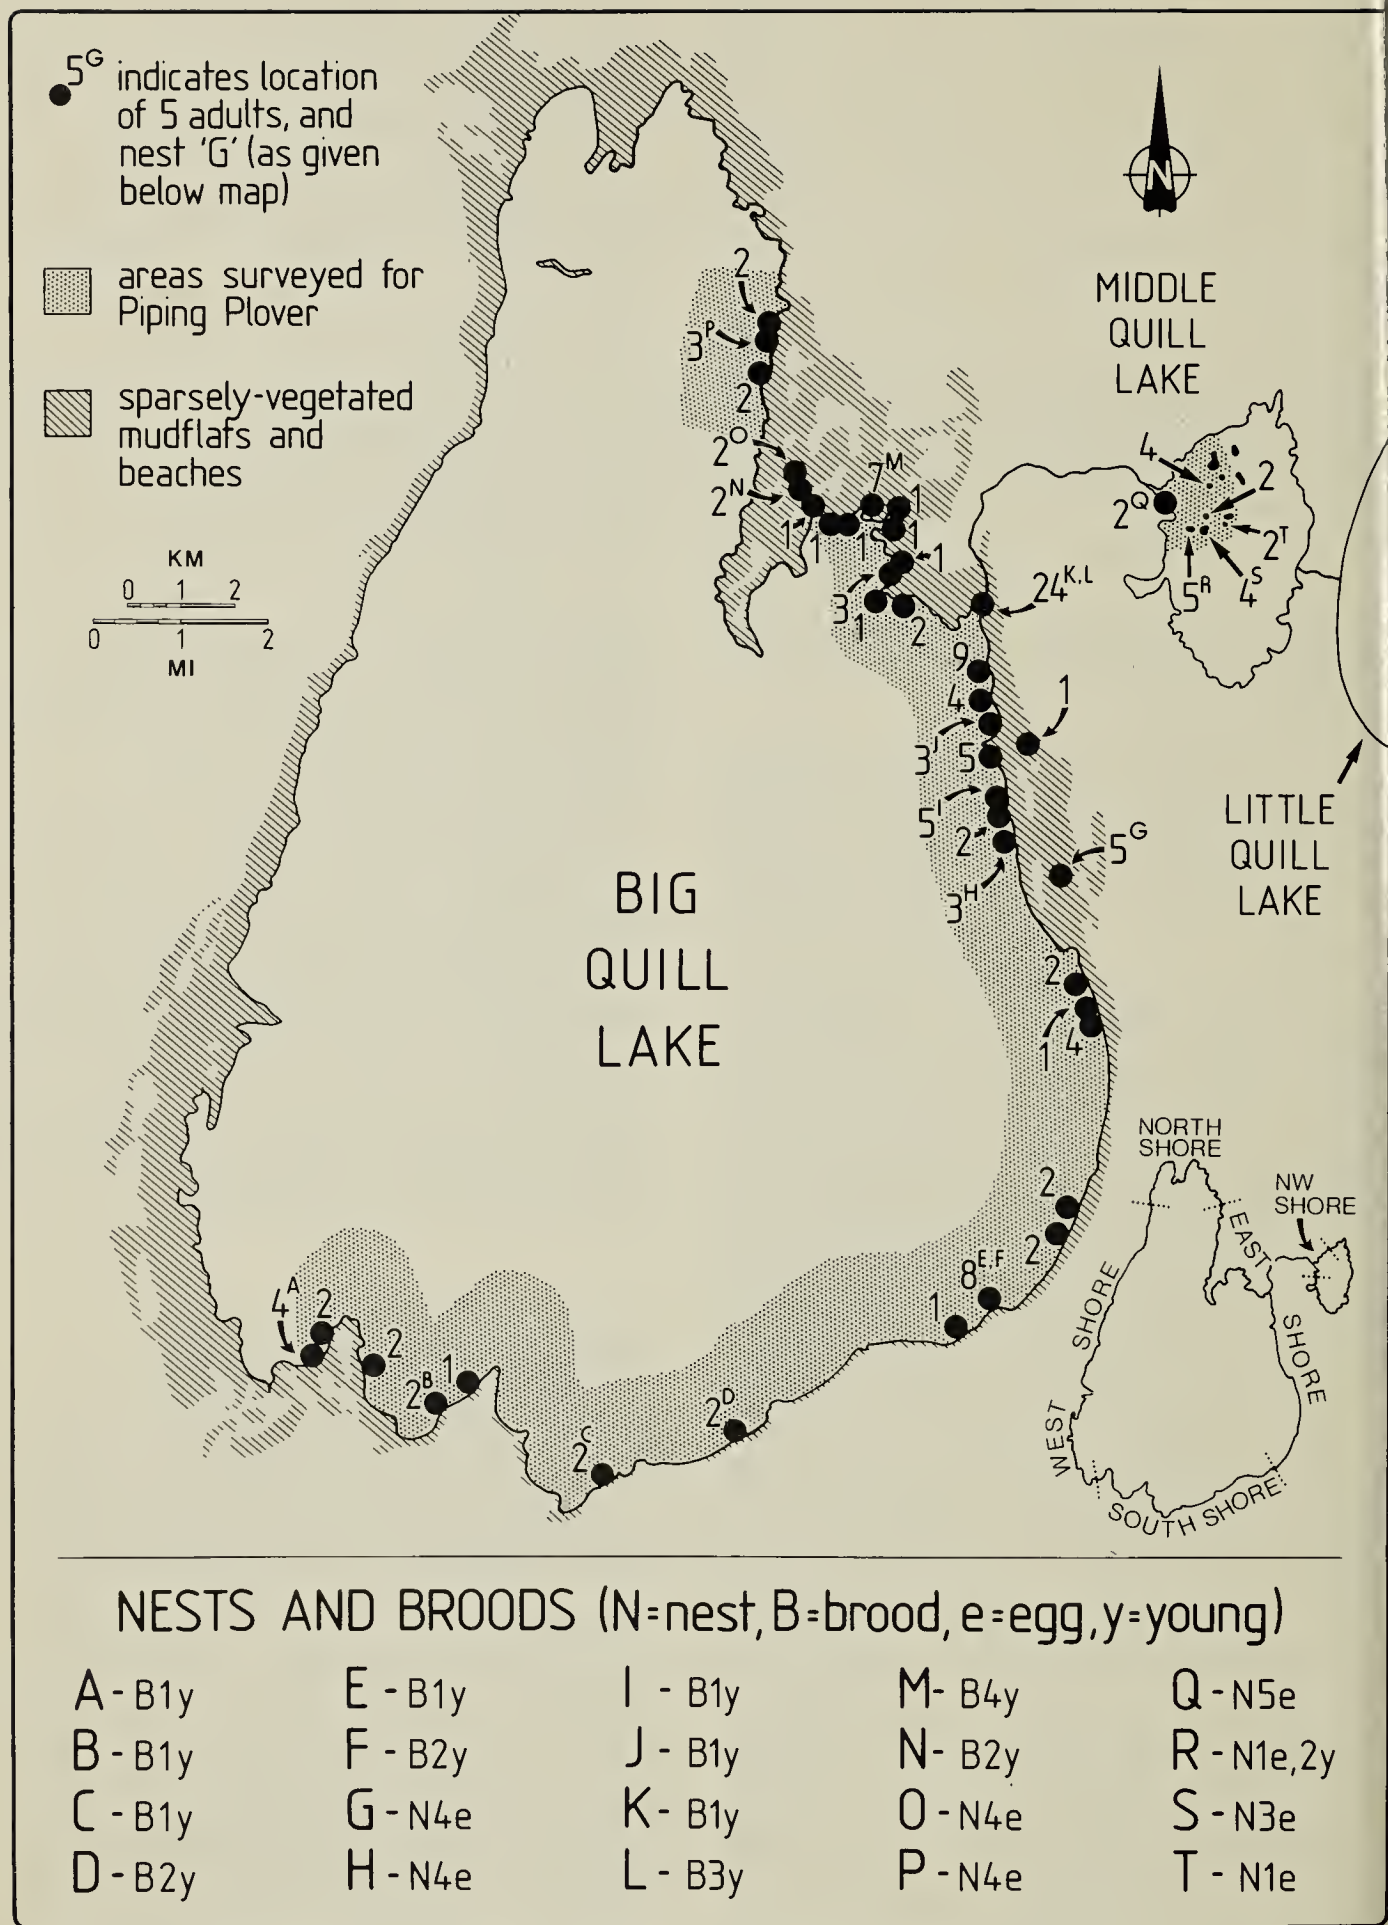 5G indicates location
of 5 adults, and
nest 'G' (as given
below map)
areas surveyed for
Piping Plover
sparsely-vegetated
mudflats and
beaches
KM
0 1 2
0 1 2
MI
N
MIDDLE
QUILL
LAKE
LITTLE
QUILL
LAKE
BIG
QUILL
LAKE
2
3P
2
2O
2N
1
1
1
7M
1
1
1
3
1
2
24K,L
9
4
3J
5
1
5I
2
3H
5G
2
1
4
2
2
8E,F
1
2D
2C
1
2B
2
2
4A
4
2
2Q
2T
5R
4S
NORTH
SHORE
NW
SHORE
EAST
SHORE
WEST
SHORE
SOUTH SHORE
NESTS AND BROODS (N=nest, B=brood, e=egg, y=young)
A - B1y E - B1y I - B1y M - B4y Q - N5e
B - B1y F - B2y J - B1y N - B2y R - N1e,2y
C - B1y G - N4e K - B1y O - N4e S - N3e
D - B2y H - N4e L - B3y P - N4e T - N1e